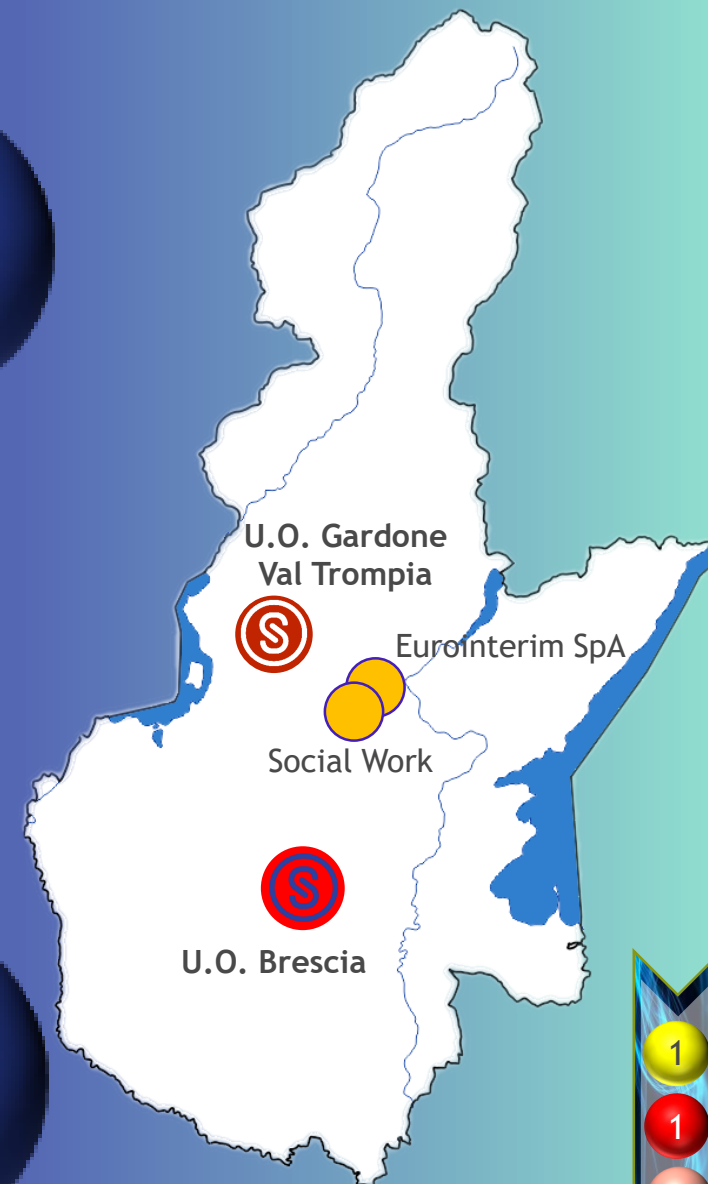 U.O. Gardone
Val Trompia
S
Eurointerim SpA
Social Work
S
U.O. Brescia
1
1